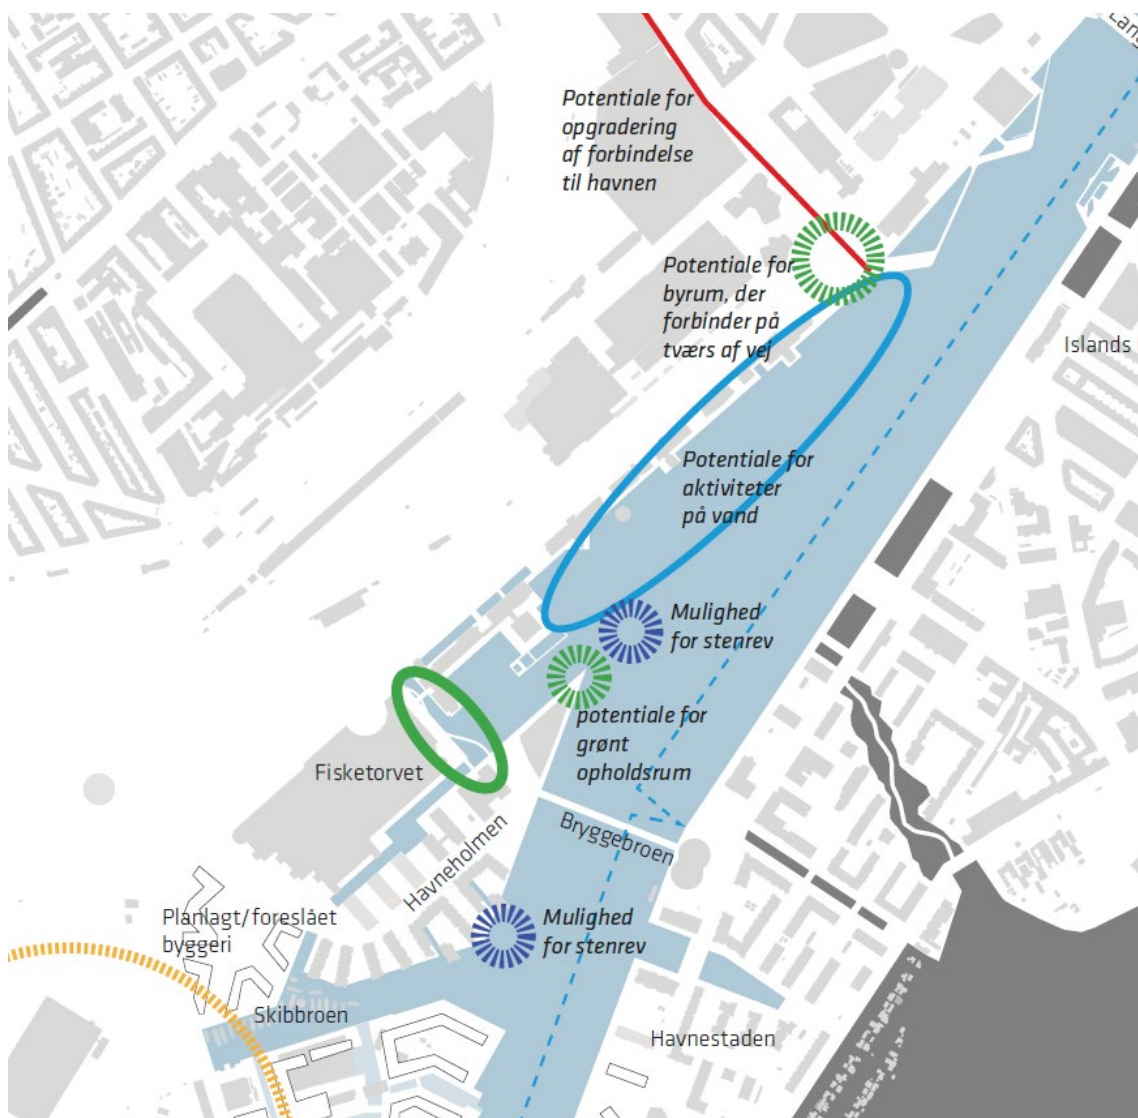 Lang
Potentiale for
opgradering
af forbindelse
til havnen
Potentiale for
byrum, der
forbinder på
tværs af vej
Islands
Potentiale for
aktiviteter
på vand
Mulighed
for stenrev
potentiale for
grønt
opholdsrum
Fisketorvet
Bryggebroen
Havneholmen
Planlagt/foreslået
byggeri
Mulighed
for stenrev
Skibbroen
Havnestaden